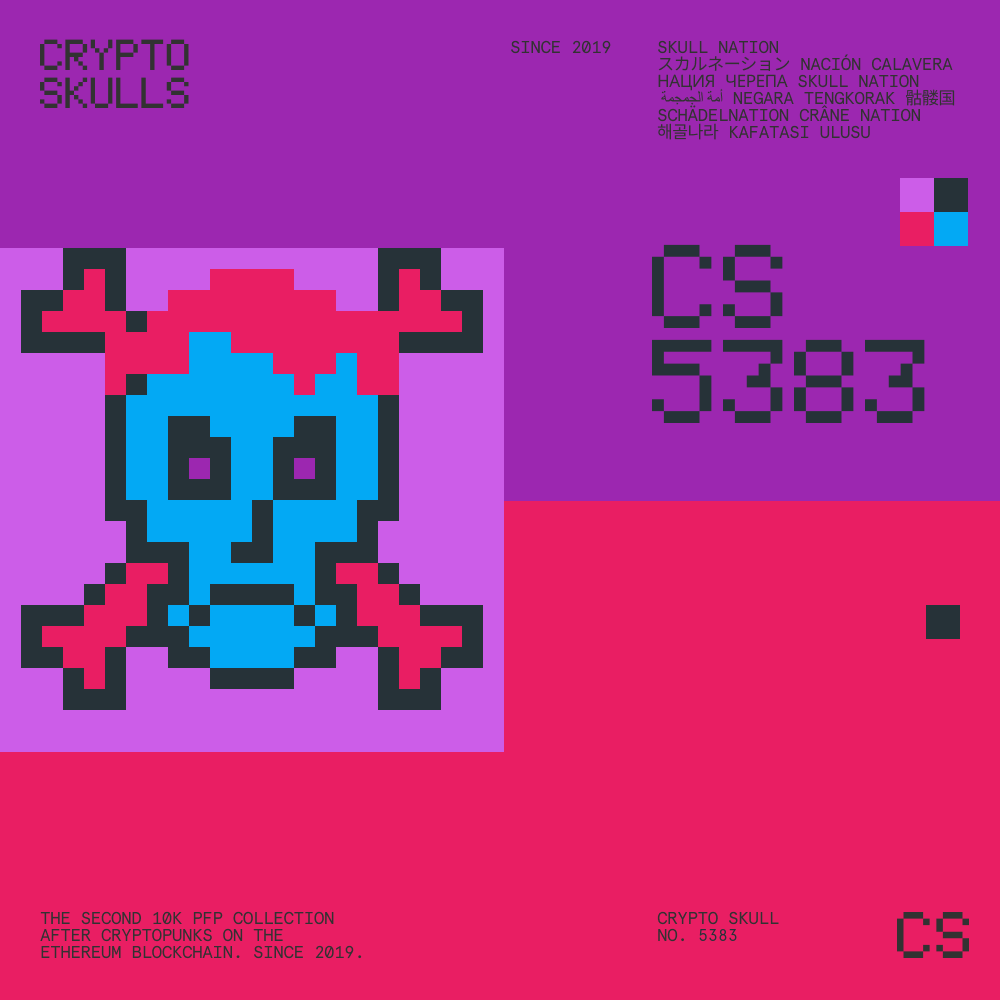 CRYPTO
SKULLS
SINCE 2019
SKULL NATION
スカルネーション NACIÓN CALAVERA
НАЦИЯ ЧЕРЕПА SKULL NATION
أمة الجمجمة NEGARA TENGKORAK 骷髅国
SCHÄDELNATION CRÂNE NATION
해골나라 KAFATASI ULUSU
CS
5383
THE SECOND 10K PFP COLLECTION
AFTER CRYPTOPUNKS ON THE
ETHEREUM BLOCKCHAIN. SINCE 2019.
CRYPTO SKULL
NO. 5383
CS